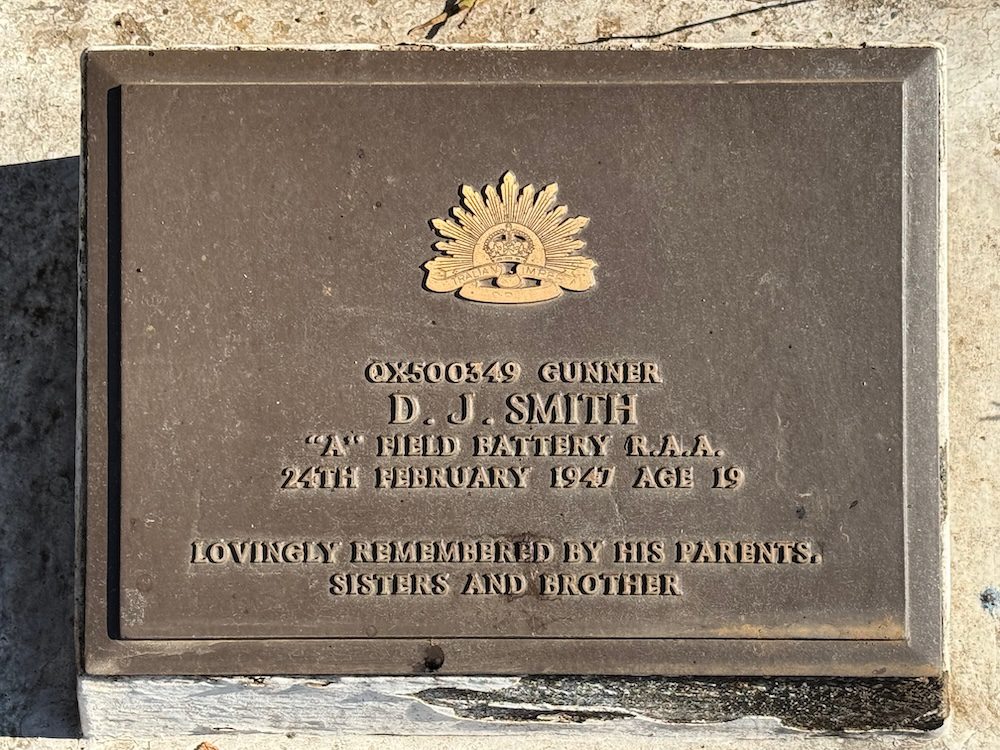 QX500349 GUNNER
D. J. SMITH
"A" FIELD BATTERY R.A.A.
24TH FEBRUARY 1947 AGE 19
LOVINGLY REMEMBERED BY HIS PARENTS.
SISTERS AND BROTHER